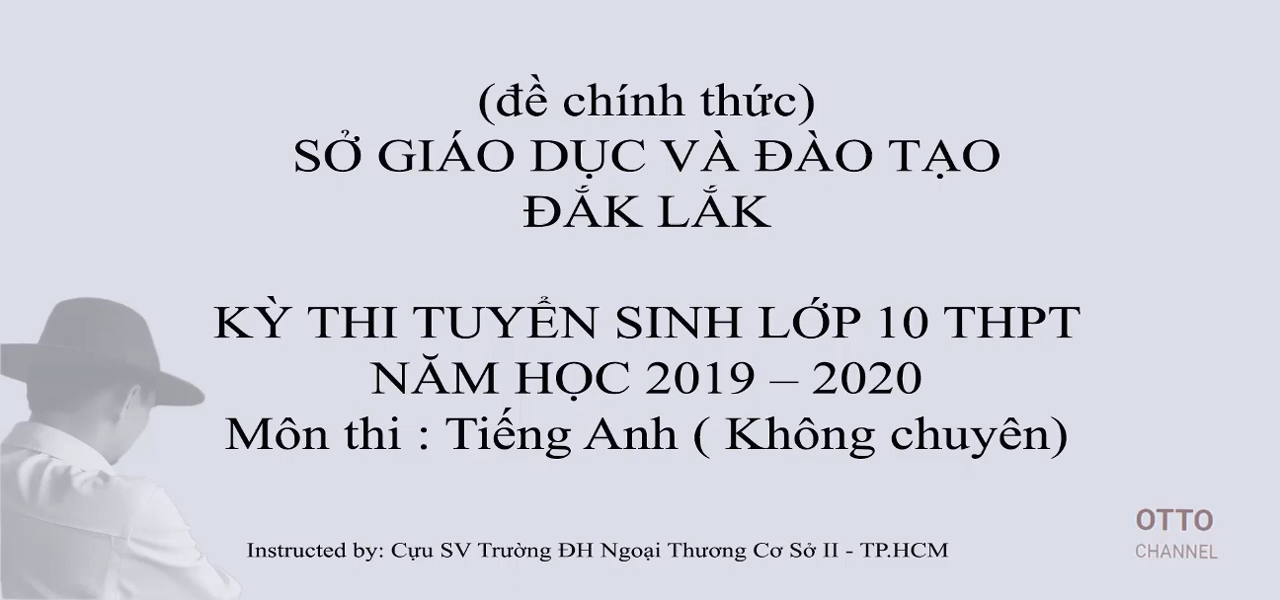 (đề chính thức)
SỞ GIÁO DỤC VÀ ĐÀO TẠO
ĐẮK LẮK
KỲ THI TUYỂN SINH LỚP 10 THPT
NĂM HỌC 2019 – 2020
Môn thi : Tiếng Anh ( Không chuyên)
Instructed by: Cựu SV Trường ĐH Ngoại Thương Cơ Sở II - TP.HCM
OTTO
CHANNEL